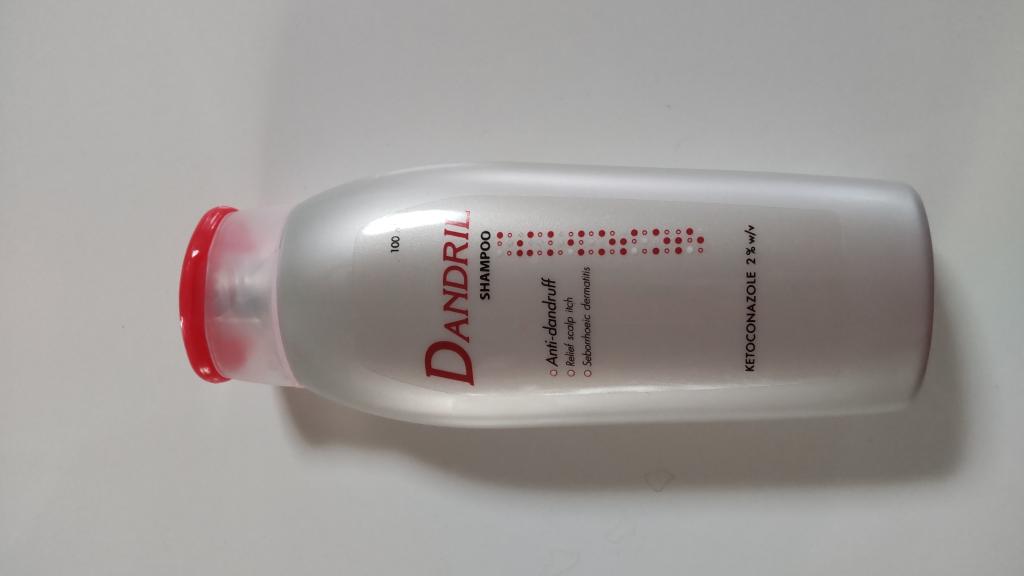 100
DANDRIL
SHAMPOO
Anti-dandruff
Relief scalp itch
Seborrhoeic dermatitis
KETOCONAZOLE 2 % w/v